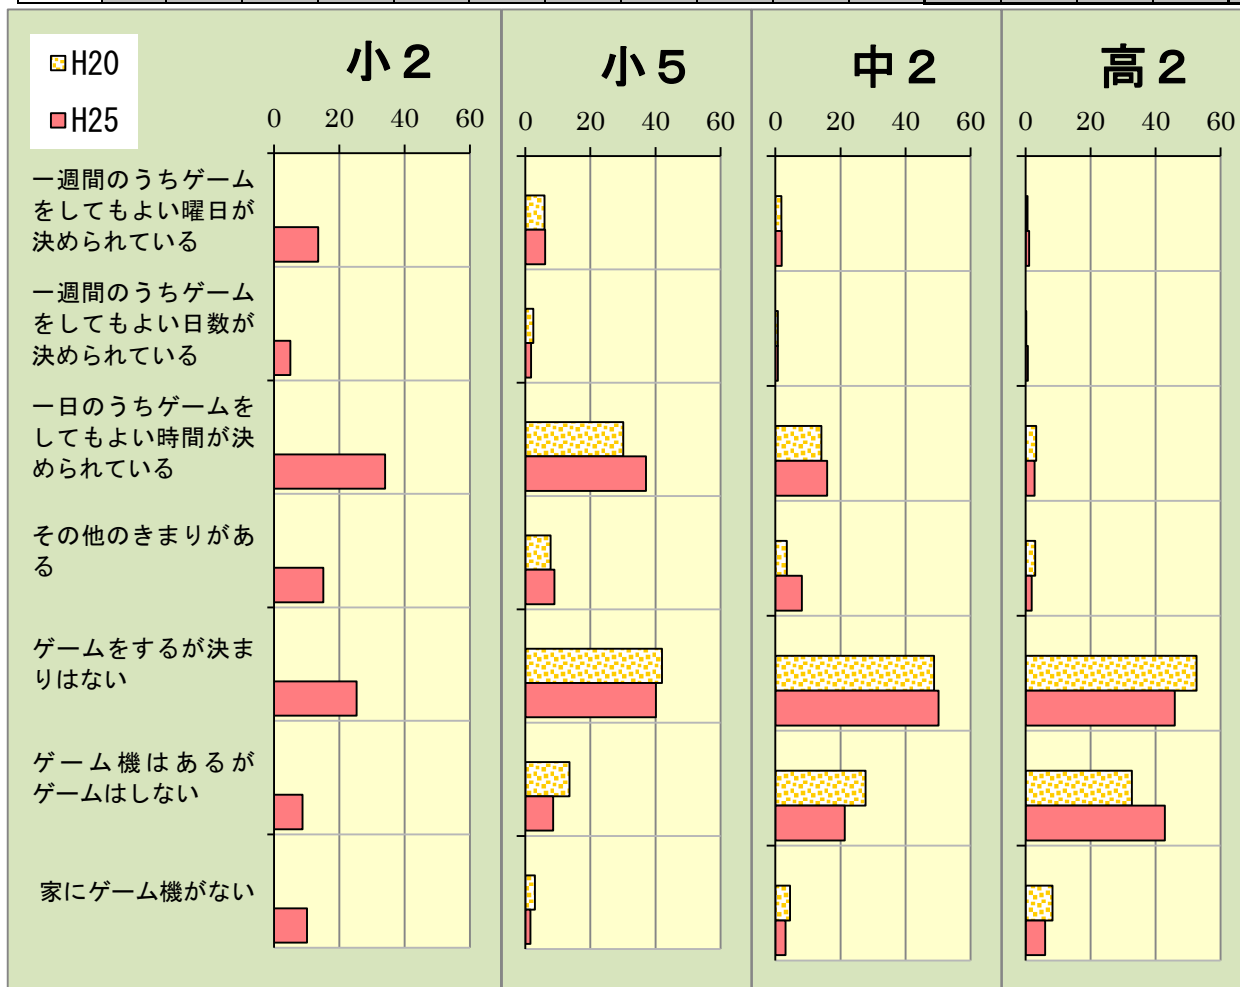 H20
H25
小２
小５
中２
高２
0 20 40 60
0 20 40 60
0 20 40 60
0 20 40 60
一週間のうちゲーム
をしてもよい曜日が
決められている
一週間のうちゲーム
をしてもよい日数が
決められている
一日のうちゲームを
してもよい時間が決
められている
その他のきまりがあ
る
ゲームをするが決ま
りはない
ゲーム機はあるが
ゲームはしない
家にゲーム機がない